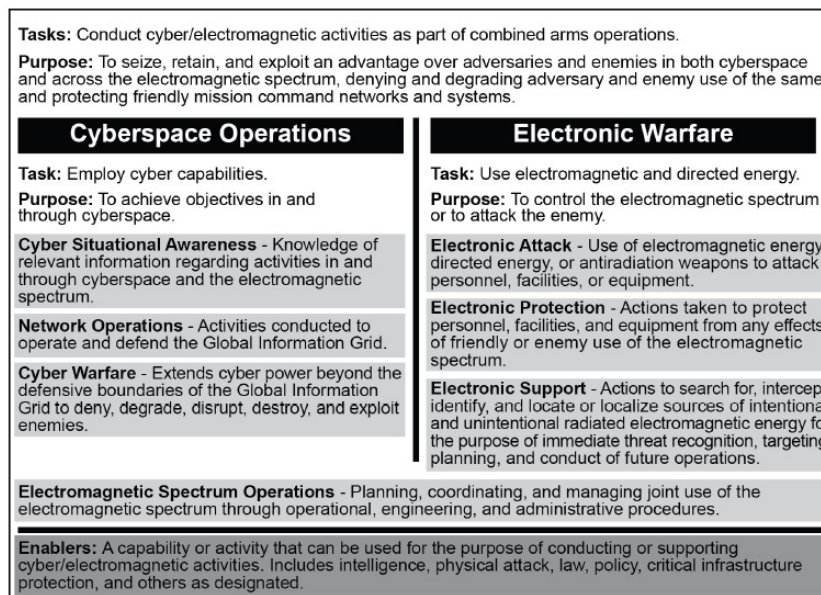 Tasks: Conduct cyber/electromagnetic activities as part of combined arms operations.
Purpose: To seize, retain, and exploit an advantage over adversaries and enemies in both cyberspace
and across the electromagnetic spectrum, denying and degrading adversary and enemy use of the same
and protecting friendly mission command networks and systems.
Cyberspace Operations
Task: Employ cyber capabilities.
Purpose: To achieve objectives in and
through cyberspace.
Cyber Situational Awareness - Knowledge of
relevant information regarding activities in and
through cyberspace and the electromagnetic
spectrum.
Network Operations - Activities conducted to
operate and defend the Global Information Grid.
Cyber Warfare - Extends cyber power beyond the
defensive boundaries of the Global Information
Grid to deny, degrade, disrupt, destroy, and exploit
enemies.
Electronic Warfare
Task: Use electromagnetic and directed energy.
Purpose: To control the electromagnetic spectrum
or to attack the enemy.
Electronic Attack - Use of electromagnetic energy
directed energy, or antiradiation weapons to attack
personnel, facilities, or equipment.
Electronic Protection - Actions taken to protect
personnel, facilities, and equipment from any effects
of friendly or enemy use of the electromagnetic
spectrum.
Electronic Support - Actions to search for, intercep
identify, and locate or localize sources of intentiona
and unintentional radiated electromagnetic energy fo
the purpose of immediate threat recognition, targeting
planning, and conduct of future operations.
Electromagnetic Spectrum Operations - Planning, coordinating, and managing joint use of the
electromagnetic spectrum through operational, engineering, and administrative procedures.
Enablers: A capability or activity that can be used for the purpose of conducting or supporting
cyber/electromagnetic activities. Includes intelligence, physical attack, law, policy, critical infrastructure
protection, and others as designated.